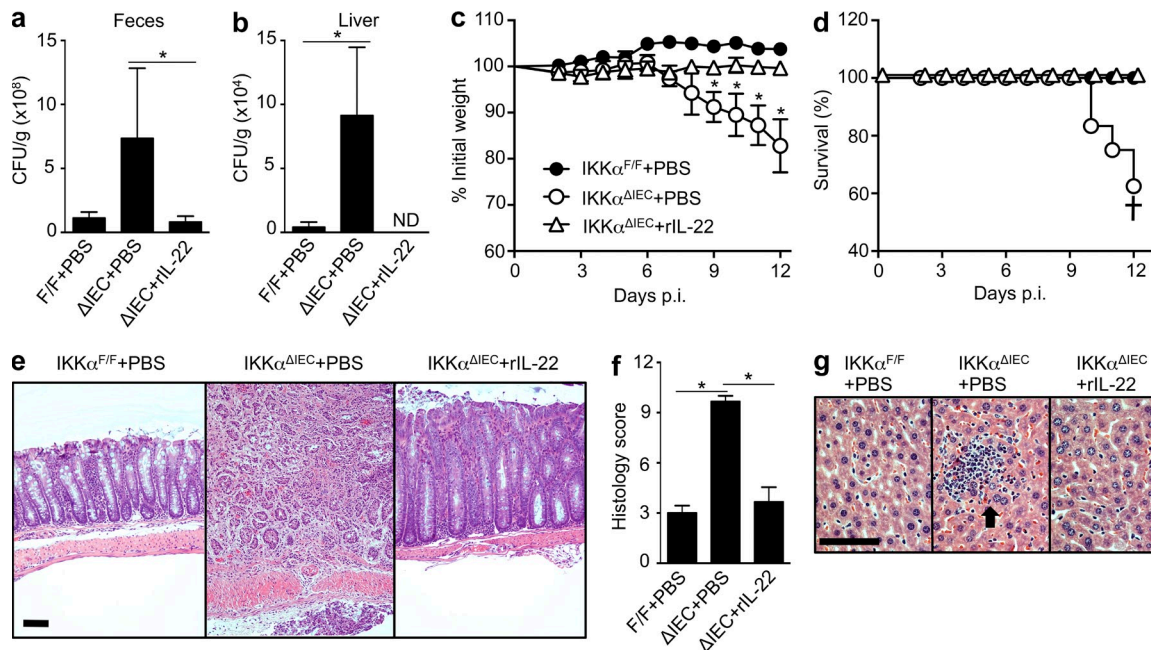 a
Feces
CFU/g (x10⁸)
15
10
5
0
*
F/F+PBS
ΔIEC+PBS
ΔIEC+rIL-22
b
Liver
CFU/g (x10⁴)
15
10
5
0
*
ND
F/F+PBS
ΔIEC+PBS
ΔIEC+rIL-22
c
% Initial weight
110
100
90
80
70
60
* * * *
IKKα^F/F+PBS
IKKα^ΔIEC+PBS
IKKα^ΔIEC+rIL-22
0 3 6 9 12
Days p.i.
d
Survival (%)
120
100
80
60
40
†
0 3 6 9 12
Days p.i.
e
IKKα^F/F+PBS
IKKα^ΔIEC+PBS
IKKα^ΔIEC+rIL-22
f
Histology score
12
9
6
3
0
* *
F/F+PBS
ΔIEC+PBS
ΔIEC+rIL-22
g
IKKα^F/F
+PBS
IKKα^ΔIEC
+PBS
IKKα^ΔIEC
+rIL-22